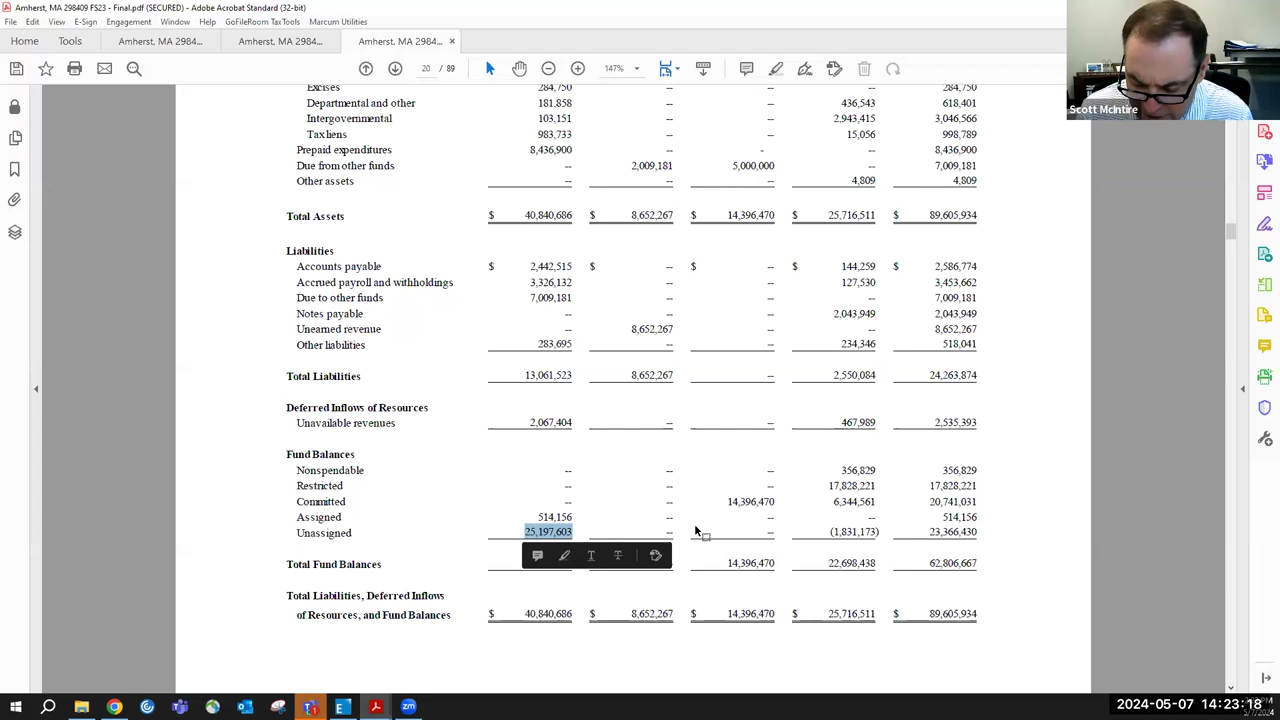 Amherst, MA 298409 FS23 - Final.pdf (SECURED) - Adobe Acrobat Standard (32-bit)
File Edit View E-Sign Engagement Window Help GoFileRoom TaxTools Marcum Utilities
Home Tools Amherst, MA 2984... Amherst, MA 2984... Amherst, MA 2984... ×
20 / 89 147%
Scott McIntire
Excises 284,750 -- -- -- 284,750
Departmental and other 181,858 -- -- 436,543 618,401
Intergovernmental 103,151 -- -- 2,943,415 3,046,566
Tax liens 983,733 -- -- 15,056 998,789
Prepaid expenditures 8,436,900 -- - -- 8,436,900
Due from other funds -- 2,009,181 5,000,000 -- 7,009,181
Other assets -- -- -- 4,809 4,809
Total Assets $ 40,840,686 $ 8,652,267 $ 14,396,470 $ 25,716,511 $ 89,605,934
Liabilities
Accounts payable $ 2,442,515 $ -- $ -- $ 144,259 $ 2,586,774
Accrued payroll and withholdings 3,326,132 -- -- 127,530 3,453,662
Due to other funds 7,009,181 -- -- -- 7,009,181
Notes payable -- -- -- 2,043,949 2,043,949
Unearned revenue -- 8,652,267 -- -- 8,652,267
Other liabilities 283,695 -- -- 234,346 518,041
Total Liabilities 13,061,523 8,652,267 -- 2,550,084 24,263,874
Deferred Inflows of Resources
Unavailable revenues 2,067,404 -- -- 467,989 2,535,393
Fund Balances
Nonspendable -- -- -- 356,829 356,829
Restricted -- -- -- 17,828,221 17,828,221
Committed -- -- 14,396,470 6,344,561 20,741,031
Assigned 514,156 -- -- -- 514,156
Unassigned 25,197,603 -- -- (1,831,173) 23,366,430
Total Fund Balances 14,396,470 22,698,438 62,806,667
Total Liabilities, Deferred Inflows
of Resources, and Fund Balances $ 40,840,686 $ 8,652,267 $ 14,396,470 $ 25,716,511 $ 89,605,934
2024-05-07 14:23:18